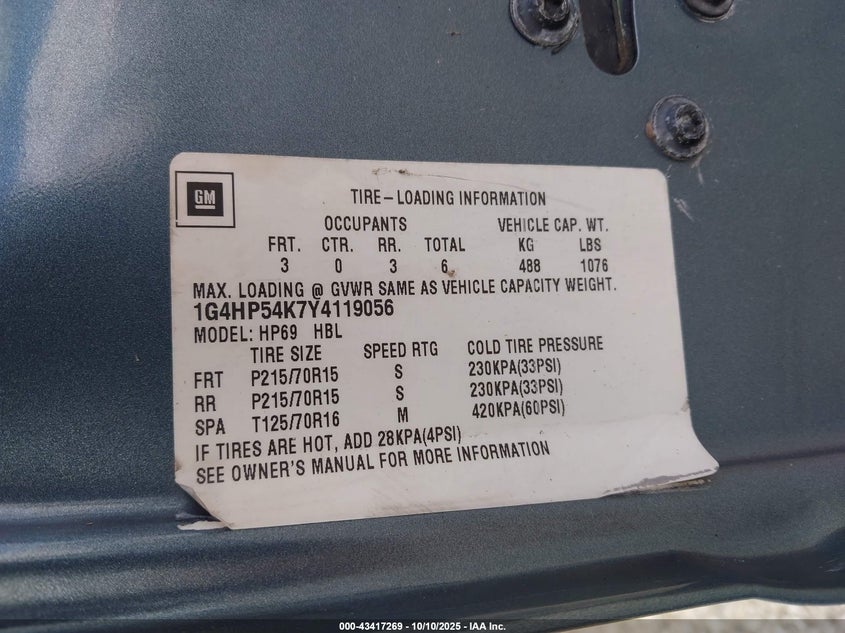 GM
TIRE-LOADING INFORMATION
OCCUPANTS VEHICLE CAP. WT.
FRT. CTR. RR. TOTAL KG LBS
3 0 3 6 488 1076
MAX. LOADING @ GVWR SAME AS VEHICLE CAPACITY WEIGHT.
1G4HP54K7Y4119056
MODEL: HP69 HBL
TIRE SIZE SPEED RTG COLD TIRE PRESSURE
FRT P215/70R15 S 230KPA(33PSI)
RR P215/70R15 S 230KPA(33PSI)
SPA T125/70R16 M 420KPA(60PSI)
IF TIRES ARE HOT, ADD 28KPA(4PSI)
SEE OWNER'S MANUAL FOR MORE INFORMATION
000-43417269 - 10/10/2025 - IAA Inc.